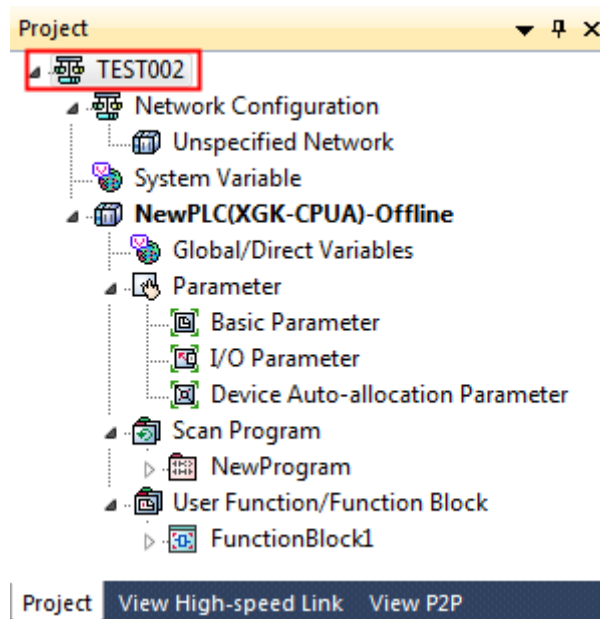 Project
TEST002
Network Configuration
Unspecified Network
System Variable
NewPLC(XGK-CPUA)-Offline
Global/Direct Variables
Parameter
Basic Parameter
I/O Parameter
Device Auto-allocation Parameter
Scan Program
NewProgram
User Function/Function Block
FunctionBlock1
Project View High-speed Link View P2P